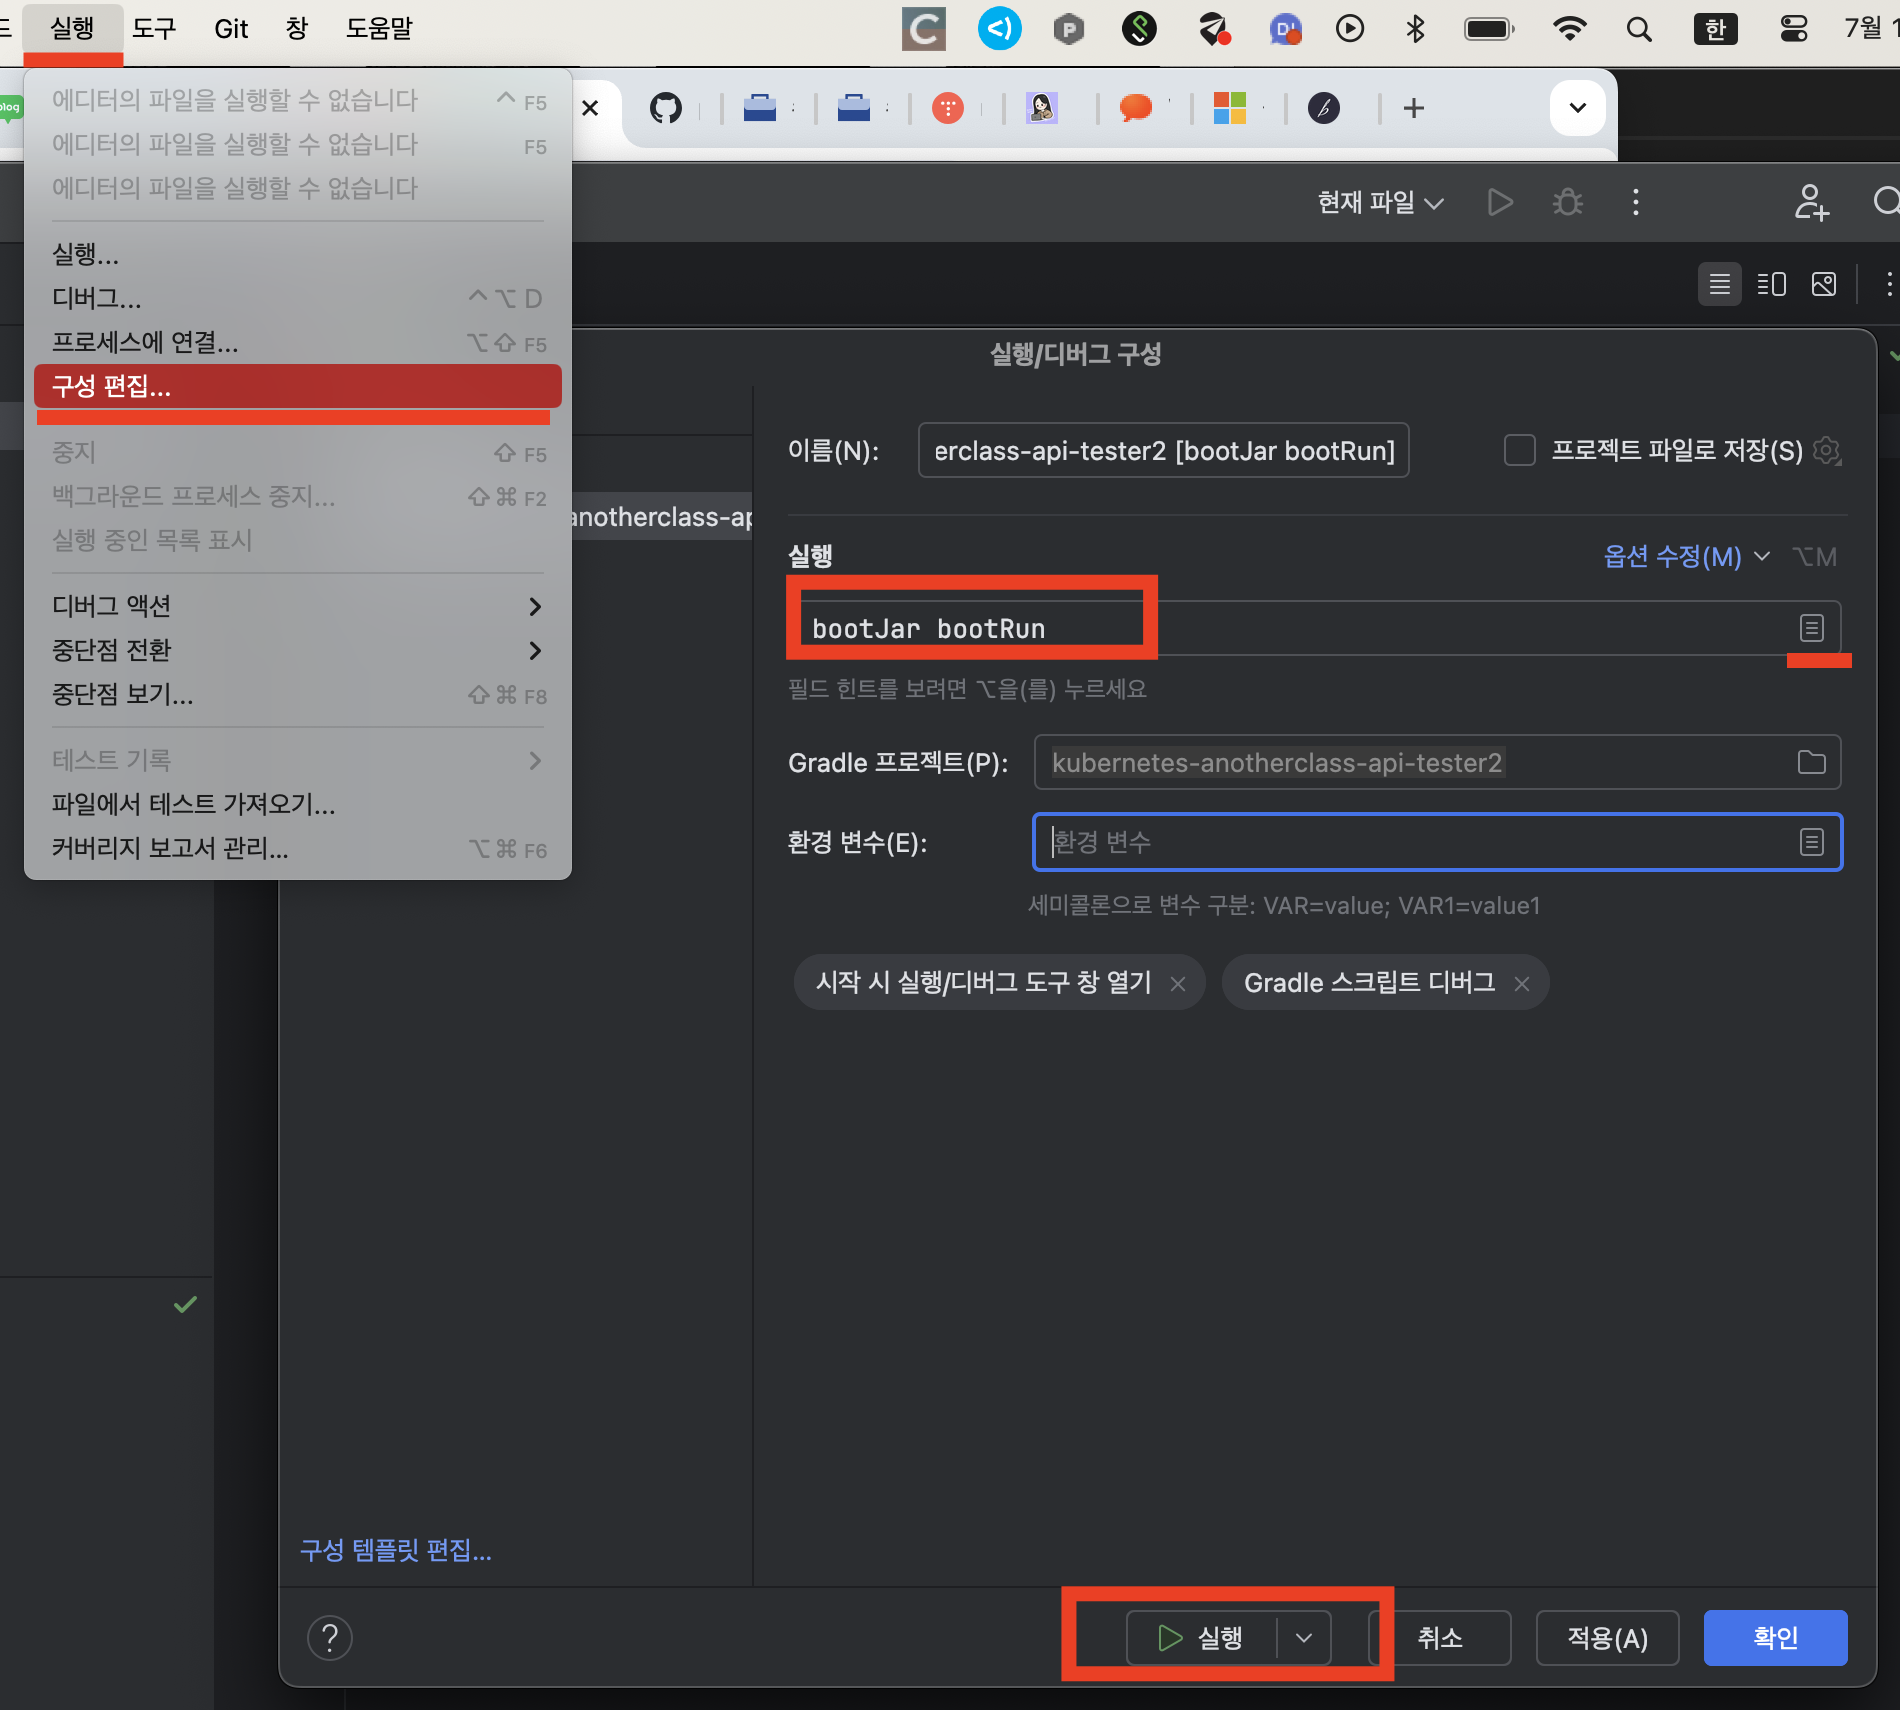 실행
도구
Git
창
도움말
한
7월 1
에디터의 파일을 실행할 수 없습니다 ^ F5
에디터의 파일을 실행할 수 없습니다 F5
에디터의 파일을 실행할 수 없습니다
실행...
디버그... ^⌥ D
프로세스에 연결... ⌥⇧ F5
구성 편집...
중지 ⇧ F5
백그라운드 프로세스 중지... ⇧⌘ F2
실행 중인 목록 표시
디버그 액션
중단점 전환
중단점 보기... ⇧⌘ F8
테스트 기록
파일에서 테스트 가져오기...
커버리지 보고서 관리... ⌥⌘ F6
blog
현재 파일
실행/디버그 구성
anotherclass-ap
이름(N): erclass-api-tester2 [bootJar bootRun] 프로젝트 파일로 저장(S)
실행 옵션 수정(M) ⌥M
bootJar bootRun
필드 힌트를 보려면 ⌥을(를) 누르세요
Gradle 프로젝트(P): kubernetes-anotherclass-api-tester2
환경 변수(E): 환경 변수
세미콜론으로 변수 구분: VAR=value; VAR1=value1
시작 시 실행/디버그 도구 창 열기
Gradle 스크립트 디버그
구성 템플릿 편집...
?
실행
취소
적용(A)
확인